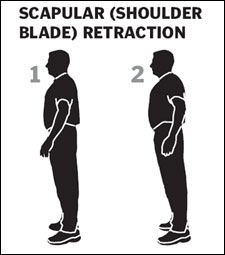 SCAPULAR (SHOULDER
BLADE) RETRACTION
1 2